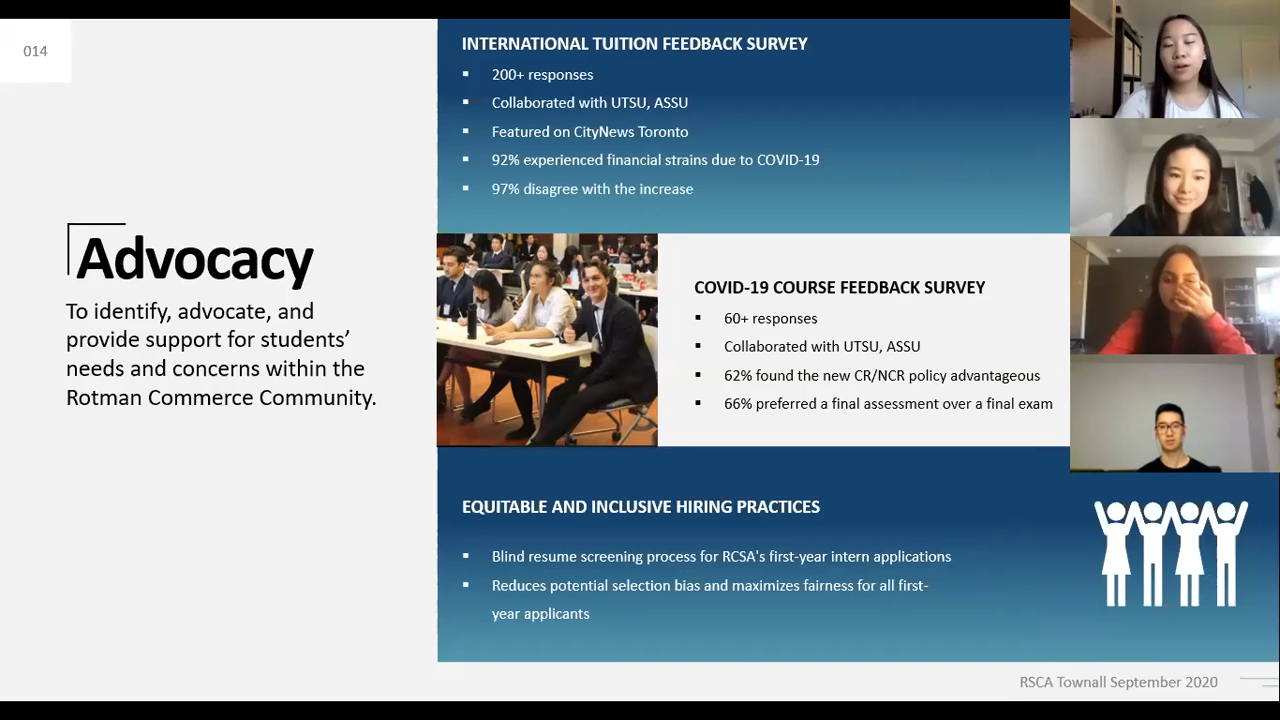 014
Advocacy
To identify, advocate, and
provide support for students’
needs and concerns within the
Rotman Commerce Community.
INTERNATIONAL TUITION FEEDBACK SURVEY
▪ 200+ responses
▪ Collaborated with UTSU, ASSU
▪ Featured on CityNews Toronto
▪ 92% experienced financial strains due to COVID-19
▪ 97% disagree with the increase
COVID-19 COURSE FEEDBACK SURVEY
▪ 60+ responses
▪ Collaborated with UTSU, ASSU
▪ 62% found the new CR/NCR policy advantageous
▪ 66% preferred a final assessment over a final exam
EQUITABLE AND INCLUSIVE HIRING PRACTICES
▪ Blind resume screening process for RCSA's first-year intern applications
▪ Reduces potential selection bias and maximizes fairness for all first-
year applicants
RSCA Townall September 2020